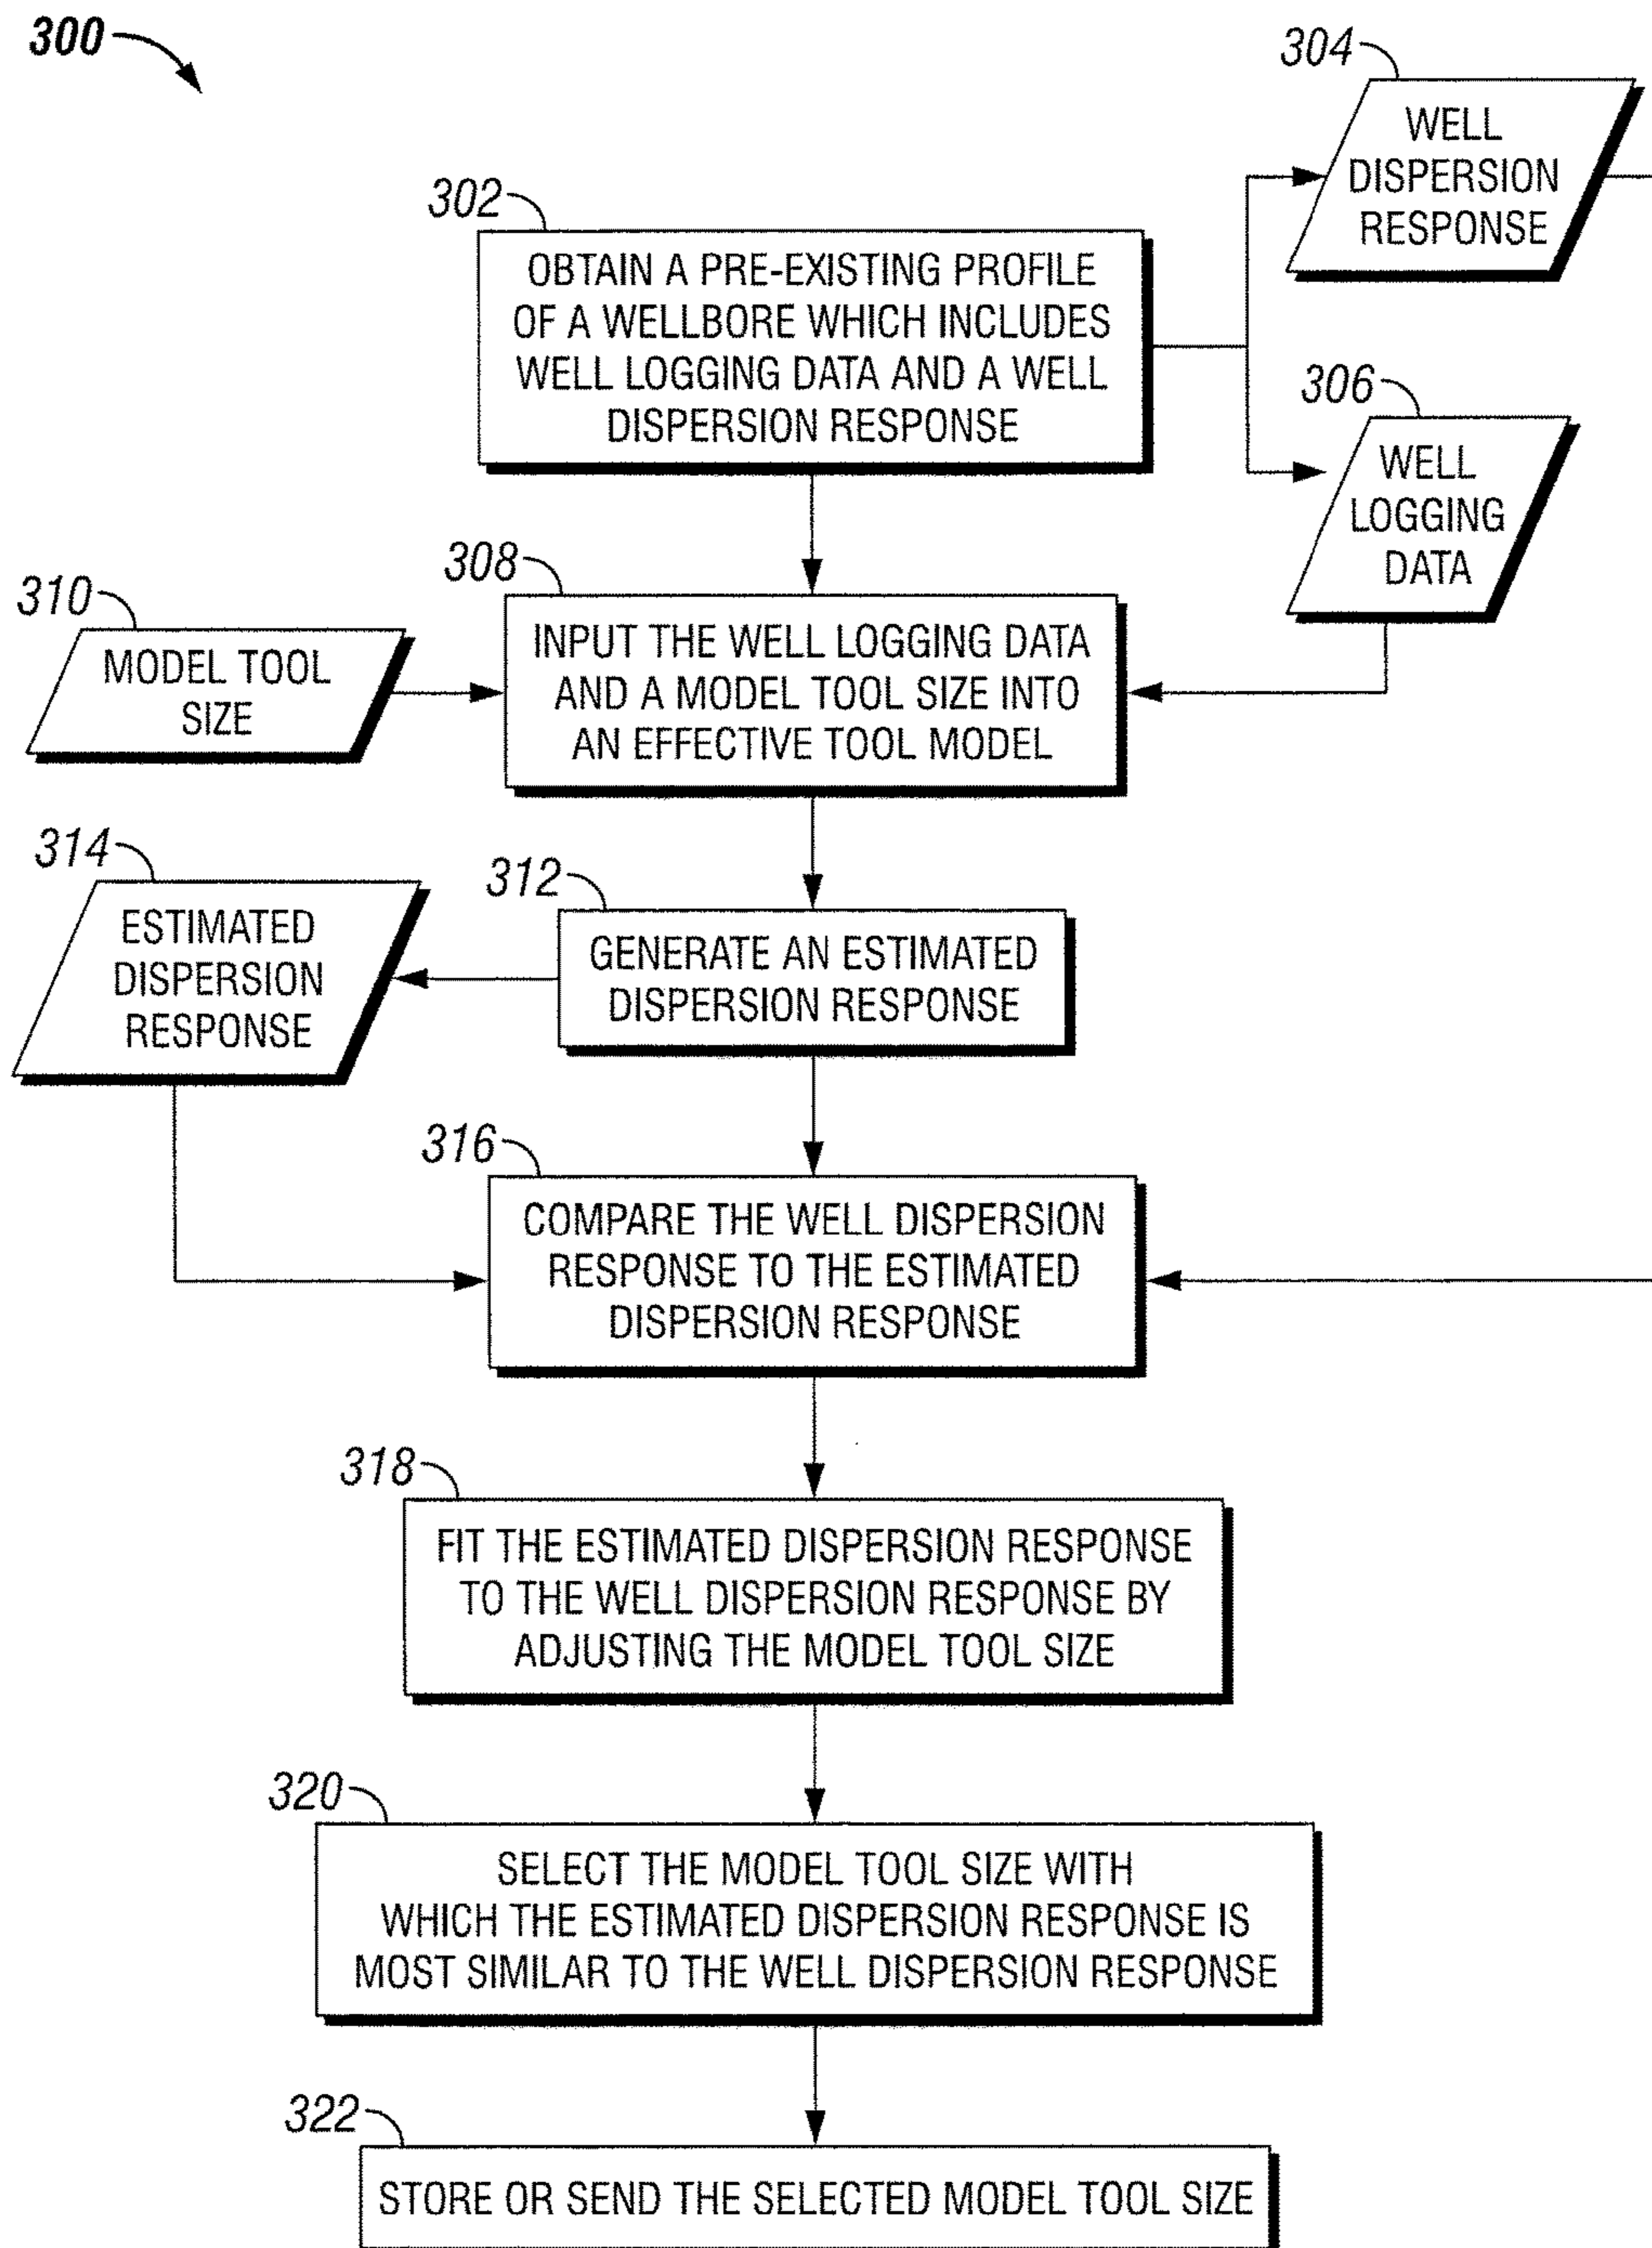 300
304
WELL
DISPERSION
RESPONSE
302
OBTAIN A PRE-EXISTING PROFILE
OF A WELLBORE WHICH INCLUDES
WELL LOGGING DATA AND A WELL
DISPERSION RESPONSE
306
WELL
LOGGING
DATA
308
INPUT THE WELL LOGGING DATA
AND A MODEL TOOL SIZE INTO
AN EFFECTIVE TOOL MODEL
310
MODEL TOOL
SIZE
312
GENERATE AN ESTIMATED
DISPERSION RESPONSE
314
ESTIMATED
DISPERSION
RESPONSE
316
COMPARE THE WELL DISPERSION
RESPONSE TO THE ESTIMATED
DISPERSION RESPONSE
318
FIT THE ESTIMATED DISPERSION RESPONSE
TO THE WELL DISPERSION RESPONSE BY
ADJUSTING THE MODEL TOOL SIZE
320
SELECT THE MODEL TOOL SIZE WITH
WHICH THE ESTIMATED DISPERSION RESPONSE IS
MOST SIMILAR TO THE WELL DISPERSION RESPONSE
322
STORE OR SEND THE SELECTED MODEL TOOL SIZE